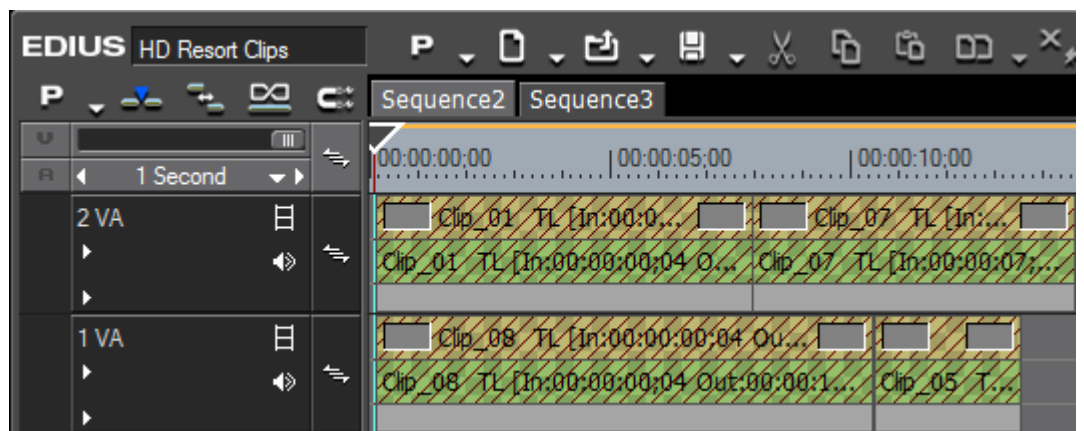 EDIUS HD Resort Clips P
P Sequence2 Sequence3
U
00:00:00;00 00:00:05;00 00:00:10;00
A 1 Second
2 VA Clip_01 TL [In:00:0... Clip_07 TL [In:...
Clip_01 TL [In:00:00:00;04 O... Clip_07 TL [In:00:00:07;...
1 VA Clip_08 TL [In:00:00:00;04 Ou...
Clip_08 TL [In:00:00:00;04 Out:00:00:1... Clip_05 T...